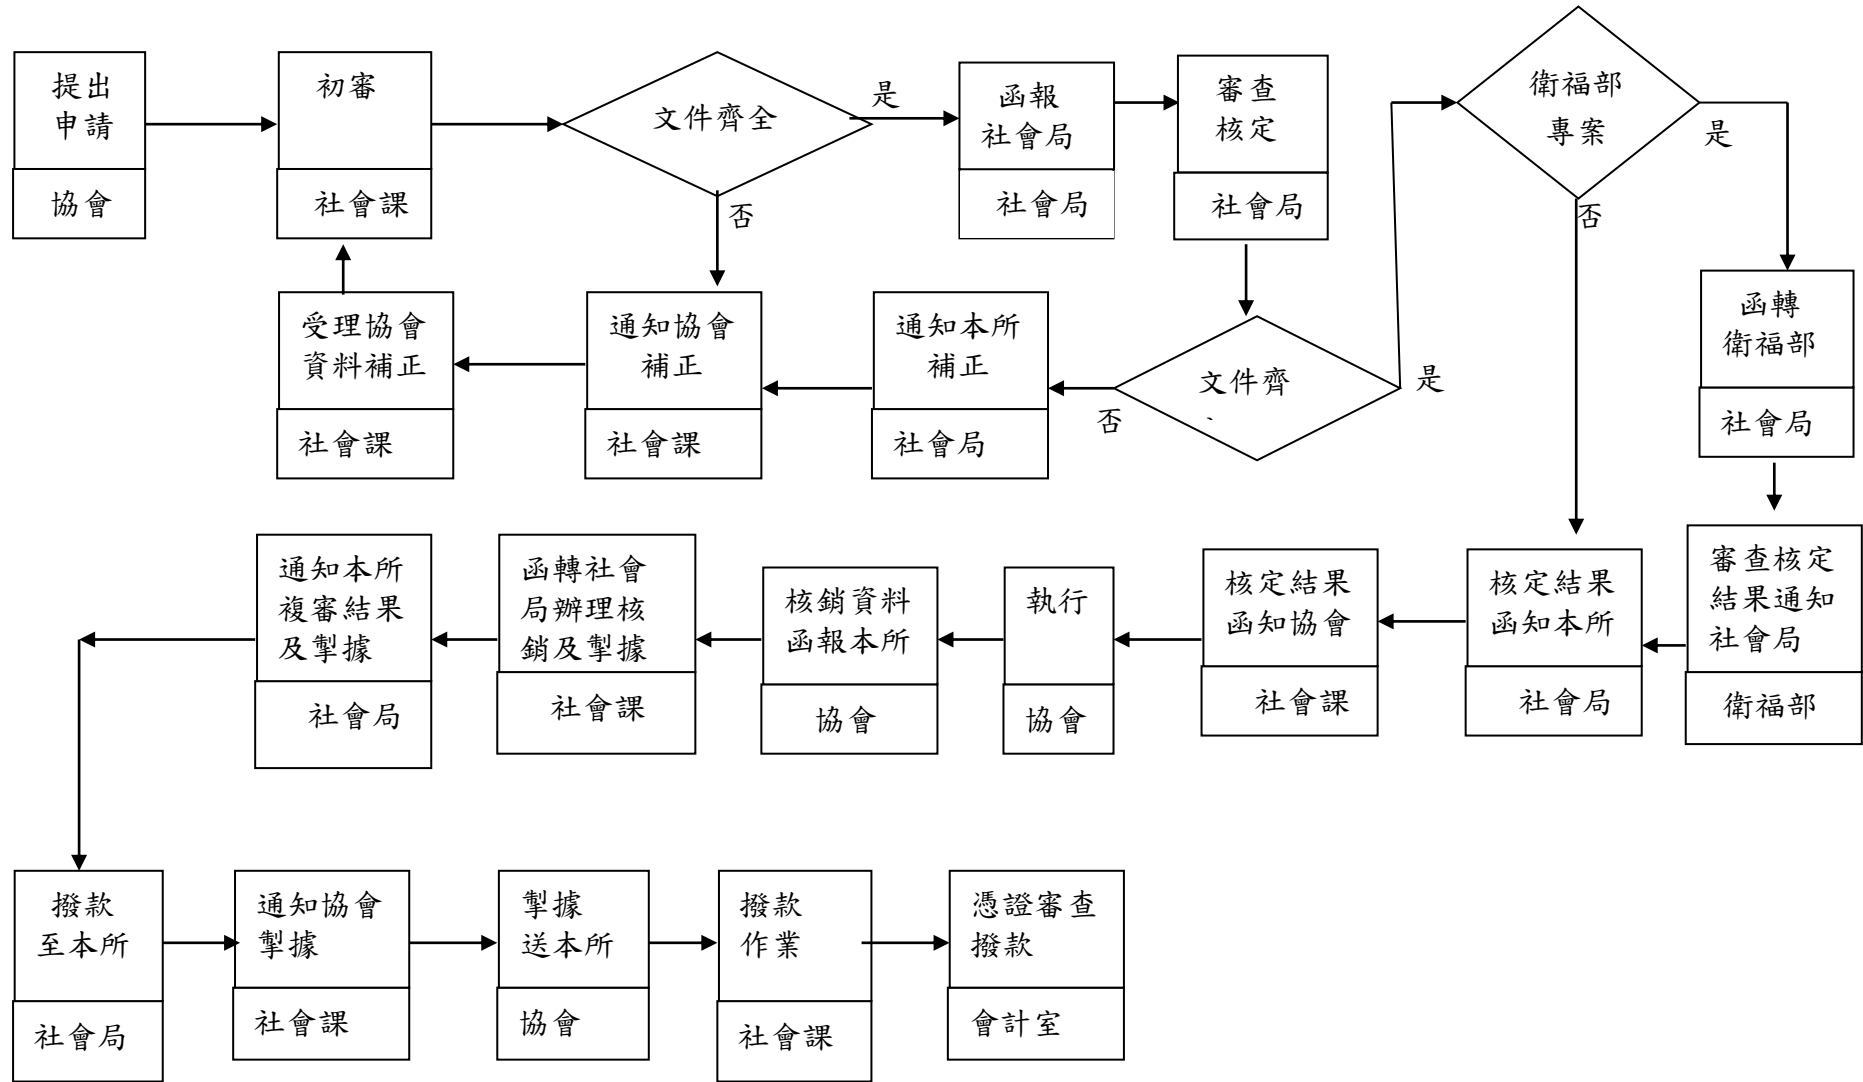 提出
申請
協會
初審
社會課
文件齊全
是
否
函報
社會局
社會局
審查
核定
社會局
衛福部
專案
是
否
函轉
衛福部
社會局
受理協會
資料補正
社會課
通知協會
補正
社會課
通知本所
補正
社會局
文件齊
否
是
通知本所
複審結果
及掣據
社會局
函轉社會
局辦理核
銷及掣據
社會課
核銷資料
函報本所
協會
執行
協會
核定結果
函知協會
社會課
核定結果
函知本所
社會局
審查核定
結果通知
社會局
衛福部
撥款
至本所
社會局
通知協會
掣據
社會課
掣據
送本所
協會
撥款
作業
社會課
憑證審查
撥款
會計室